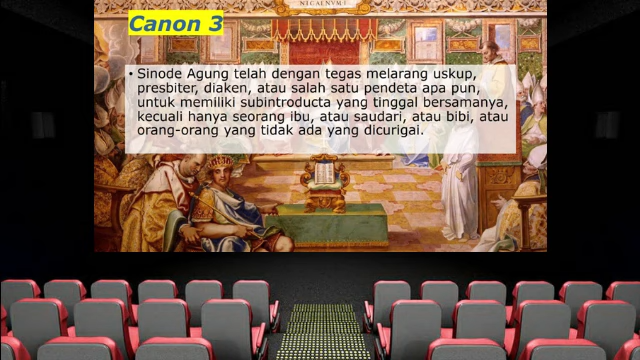 NICAENVM I
Canon 3
• Sinode Agung telah dengan tegas melarang uskup,
presbiter, diaken, atau salah satu pendeta apa pun,
untuk memiliki subintroducta yang tinggal bersamanya,
kecuali hanya seorang ibu, atau saudari, atau bibi, atau
orang-orang yang tidak ada yang dicurigai.